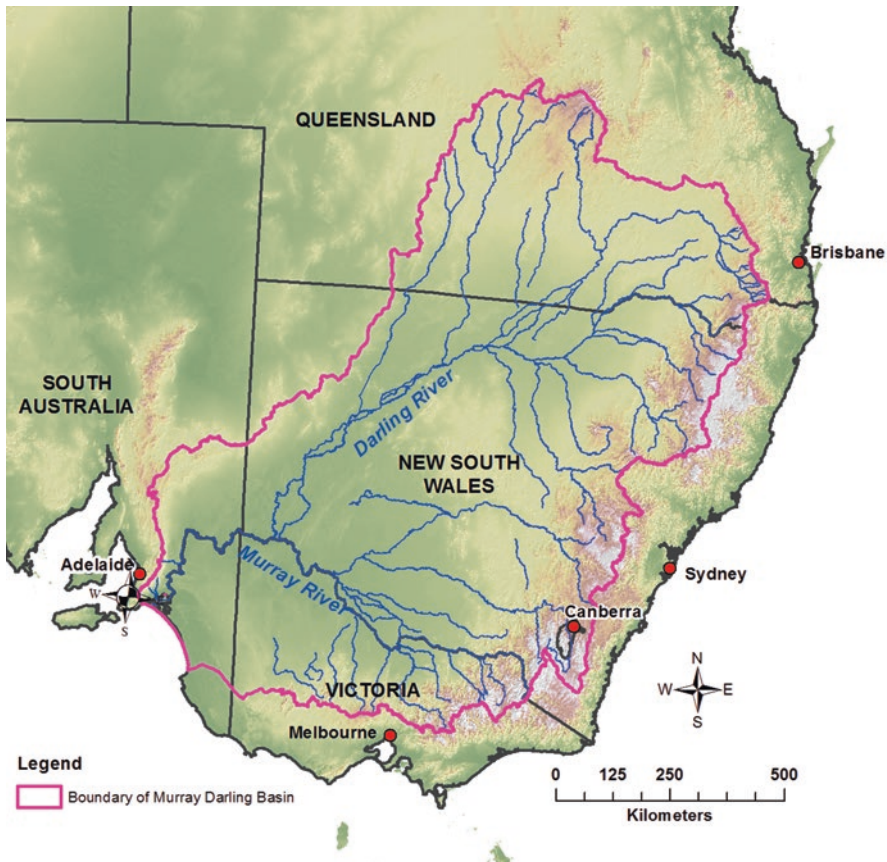 QUEENSLAND
Brisbane
SOUTH
AUSTRALIA
Darling River
NEW SOUTH
WALES
Adelaide
Murray River
Sydney
W
S
Canberra
N
W E
S
VICTORIA
Melbourne
Legend
Boundary of Murray Darling Basin
0 125 250 500
Kilometers